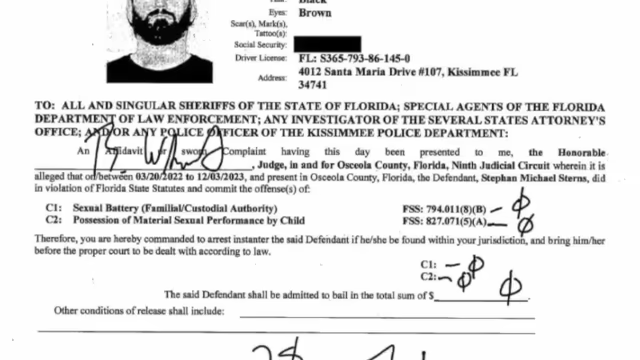 Black
Eyes: Brown
Scar(s), Mark(s),
Tattoo(s):
Social Security:
Driver License: FL: S365-793-86-145-0
Address: 4012 Santa Maria Drive #107, Kissimmee FL
34741
TO: ALL AND SINGULAR SHERIFFS OF THE STATE OF FLORIDA; SPECIAL AGENTS OF THE FLORIDA
DEPARTMENT OF LAW ENFORCEMENT; ANY INVESTIGATOR OF THE SEVERAL STATES ATTORNEY'S
OFFICE; AND/OR ANY POLICE OFFICER OF THE KISSIMMEE POLICE DEPARTMENT:
An Affidavit or sworn Complaint having this day been presented to me, the Honorable
, Judge, in and for Osceola County, Florida, Ninth Judicial Circuit wherein it is
alleged that on/between 03/20/2022 to 12/03/2023, and present in Osceola County, Florida, the Defendant, Stephan Michael Sterns, did
in violation of Florida State Statutes and commit the offense(s) of:
C1: Sexual Battery (Familial/Custodial Authority) FSS: 794.011(8)(B) – Ø
C2: Possession of Material Sexual Performance by Child FSS: 827.071(5)(A) – Ø
Therefore, you are hereby commanded to arrest instanter the said Defendant if he/she be found within your jurisdiction, and bring him/her
before the proper court to be dealt with according to law.
C1: – Ø
C2: – Ø
The said Defendant shall be admitted to bail in the total sum of $ Ø
Other conditions of release shall include: